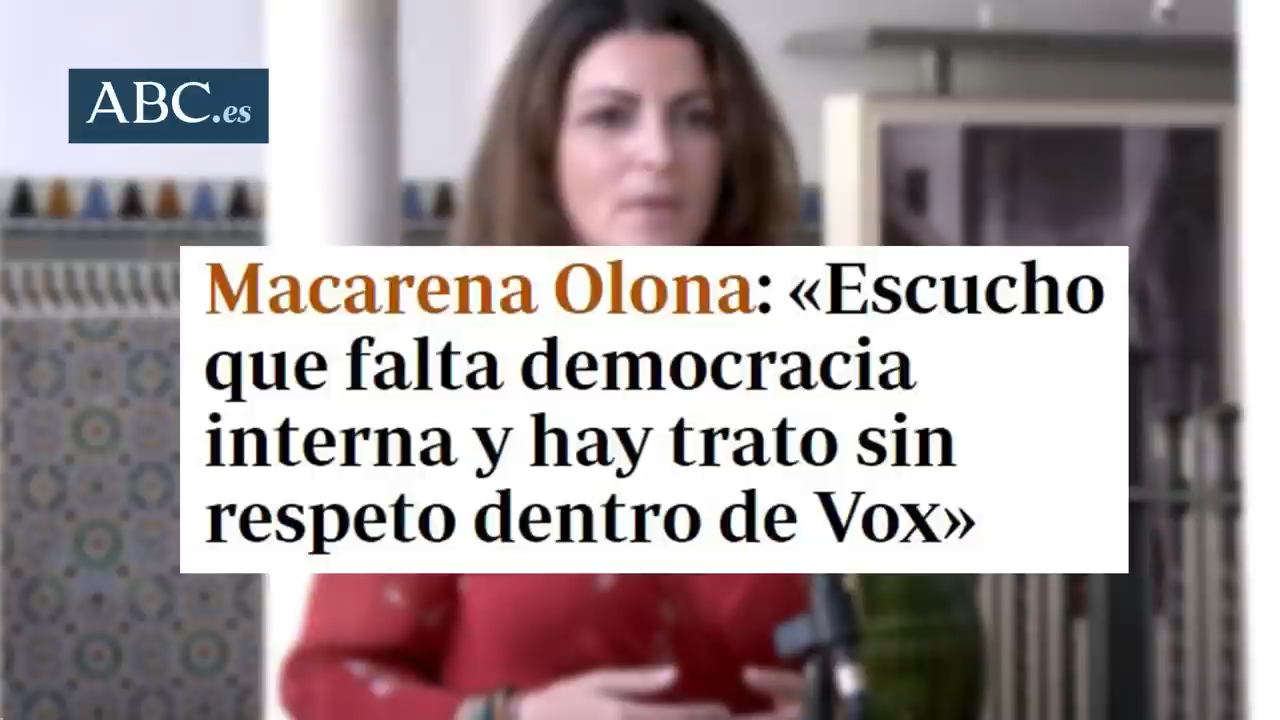 ABC.es
Macarena Olona: «Escucho
que falta democracia
interna y hay trato sin
respeto dentro de Vox»